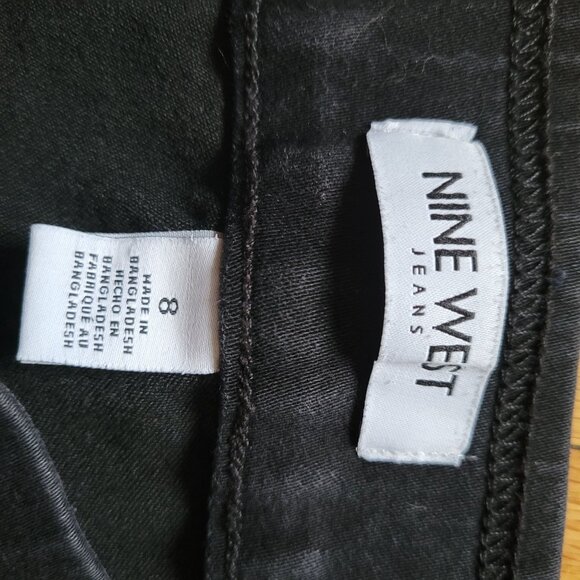 NINE WEST
JEANS
8
MADE IN
BANGLADESH
HECHO EN
BANGLADESH
FABRIQUÉ AU
BANGLADESH